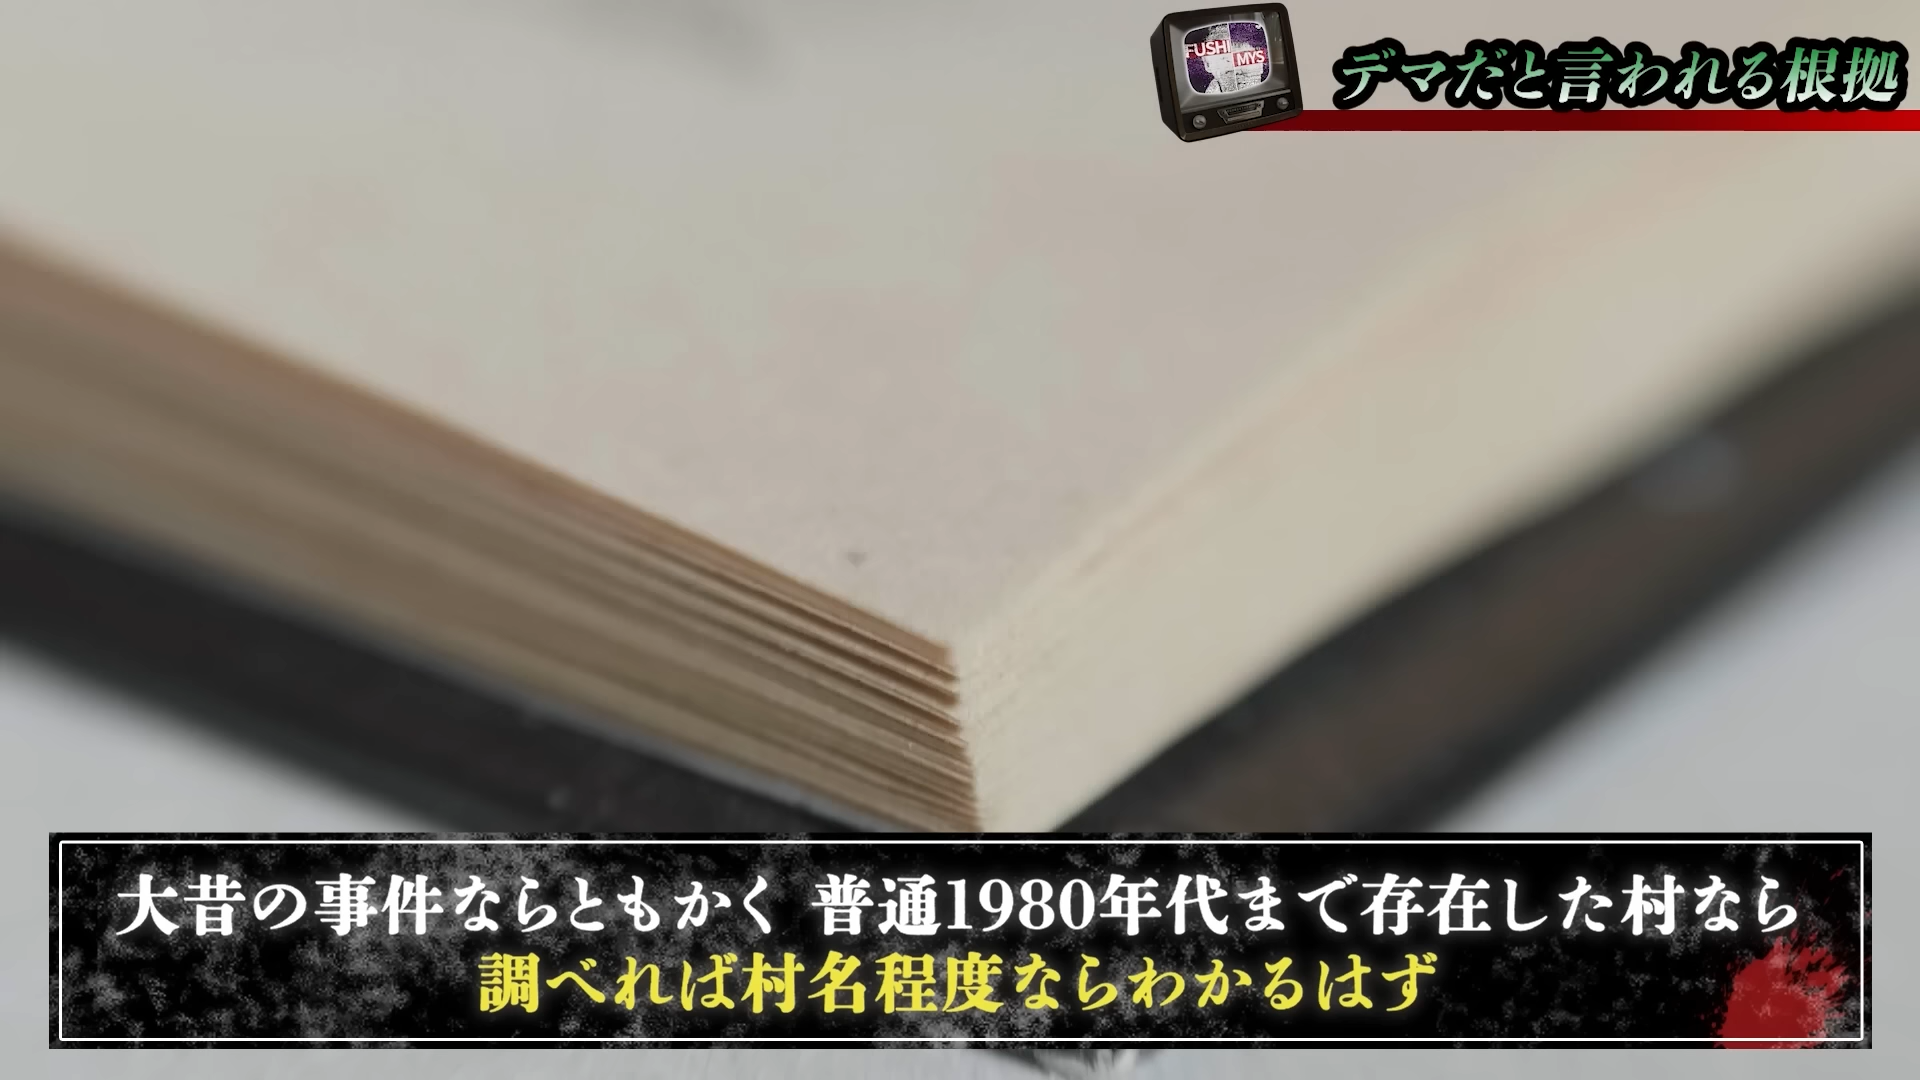 FUSHI
MYS
デマだと言われる根拠
大昔の事件ならともかく 普通1980年代まで存在した村なら
調べれば村名程度ならわかるはず